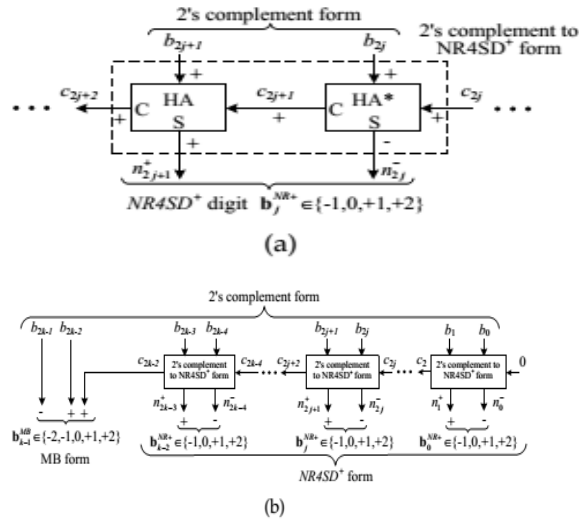 2's complement form
2's complement to
NR4SD⁺ form
b₂ⱼ₊₁ b₂ⱼ
+ +
• • • c₂ⱼ₊₂ C HA S c₂ⱼ₊₁ C HA* S c₂ⱼ • • •
+ + +
+ -
n⁺₂ⱼ₊₁ n⁻₂ⱼ
NR4SD⁺ digit bⱼᴺᴿ⁺ ∈{-1,0,+1,+2}
(a)
2's complement form
b₂ₖ₋₁ b₂ₖ₋₂ b₂ₖ₋₃ b₂ₖ₋₄ b₂ⱼ₊₁ b₂ⱼ b₁ b₀
c₂ₖ₋₂ 2's complement to NR4SD⁺ form c₂ₖ₋₄ ••• c₂ⱼ₊₂ 2's complement to NR4SD⁺ form c₂ⱼ ••• c₂ 2's complement to NR4SD⁺ form 0
n⁺₂ₖ₋₃ n⁻₂ₖ₋₄ n⁺₂ⱼ₊₁ n⁻₂ⱼ n⁺₁ n⁻₀
- + + + - + - + -
bₖ₋₁ᴹᴮ∈{-2,-1,0,+1,+2} bₖ₋₂ᴺᴿ⁺∈{-1,0,+1,+2} bⱼᴺᴿ⁺∈{-1,0,+1,+2} b₀ᴺᴿ⁺∈{-1,0,+1,+2}
MB form
NR4SD⁺ form
(b)